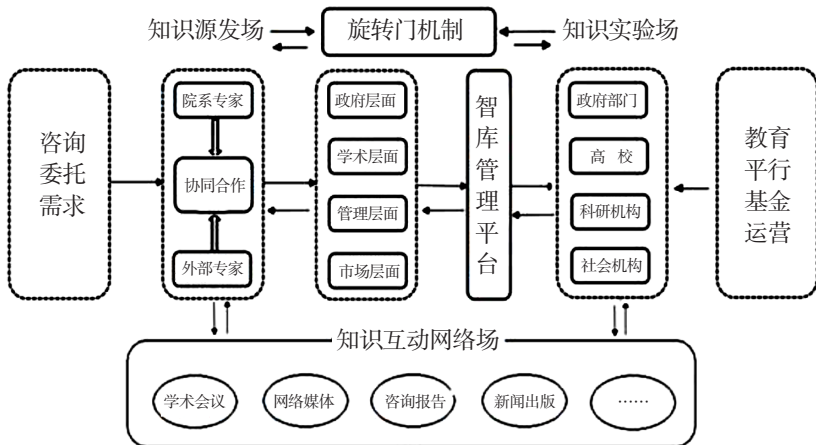 知识源发场
旋转门机制
知识实验场
咨询
委托
需求
院系专家
协同合作
外部专家
政府层面
学术层面
管理层面
市场层面
智
库
管
理
平
台
政府部门
高 校
科研机构
社会机构
教育
平行
基金
运营
知识互动网络场
学术会议
网络媒体
咨询报告
新闻出版
……